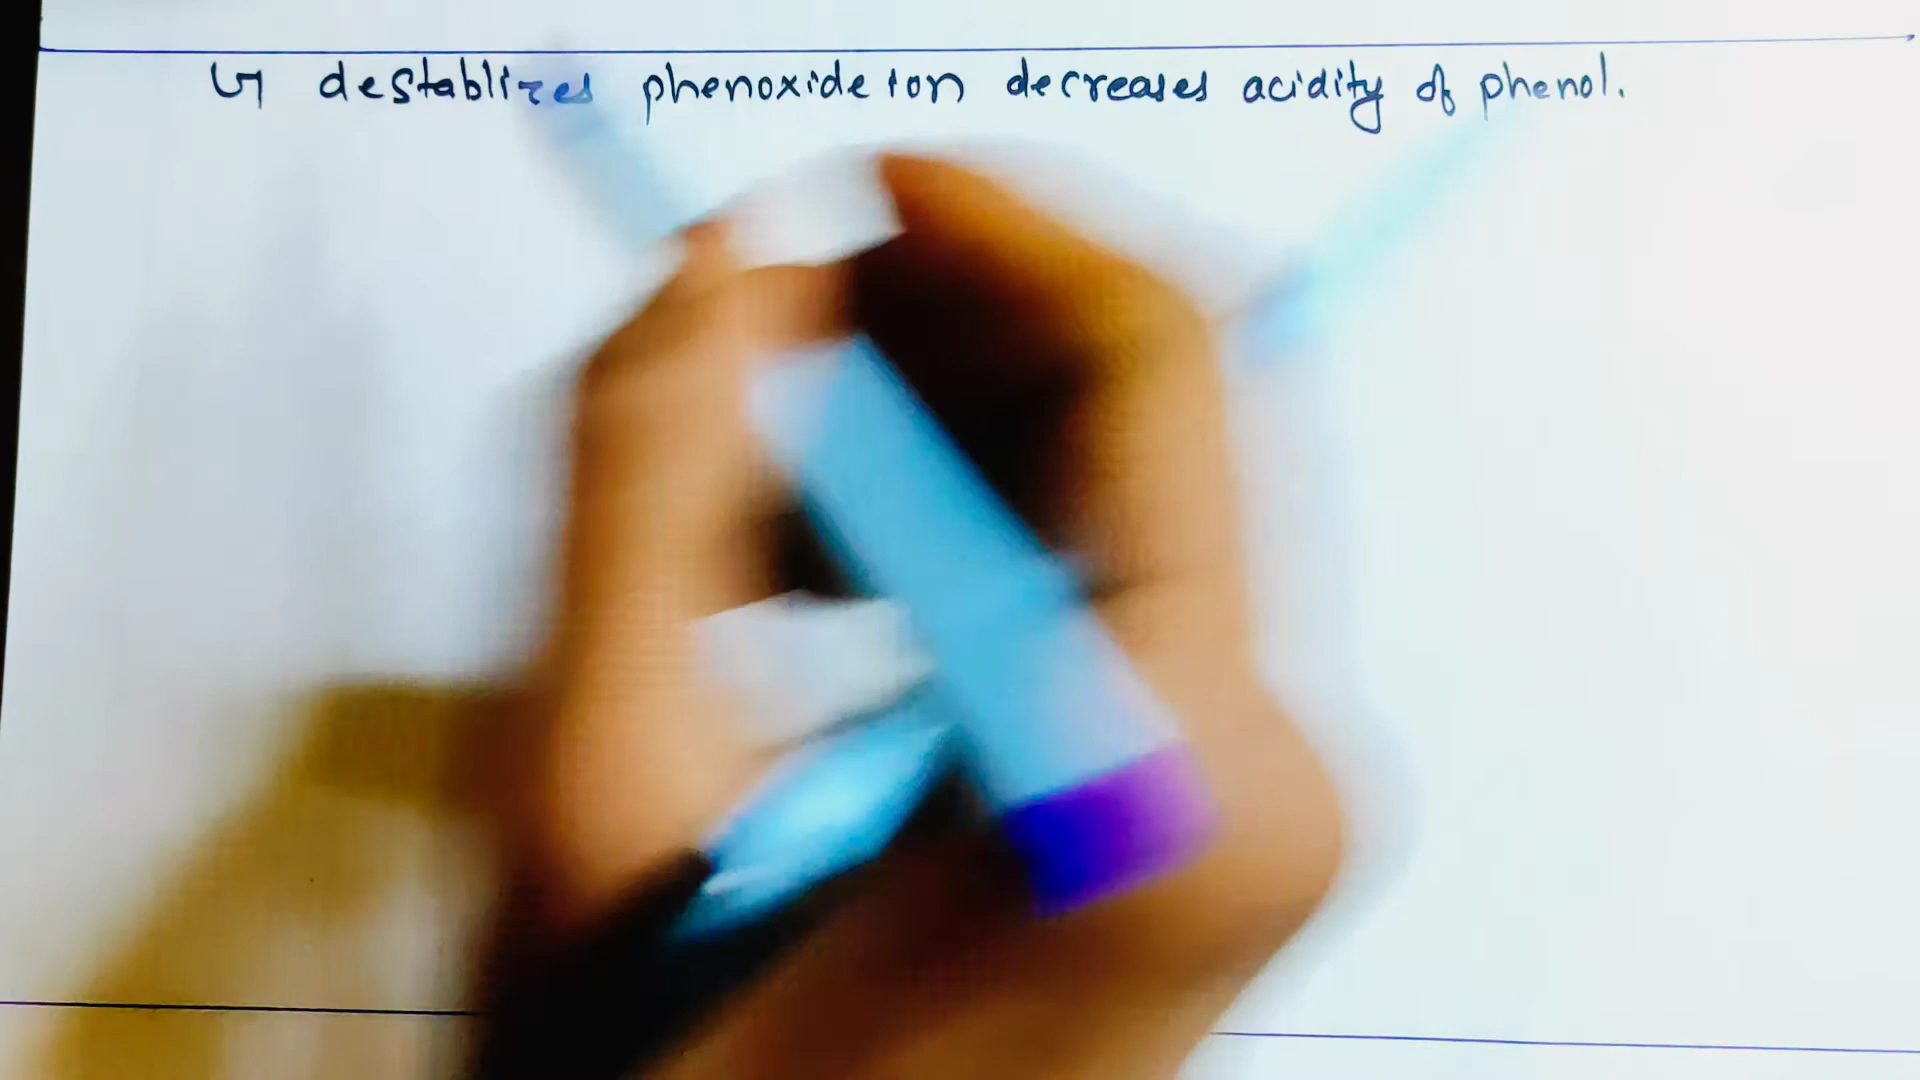 ↳ destablizes phenoxide ion decreases acidity of phenol.